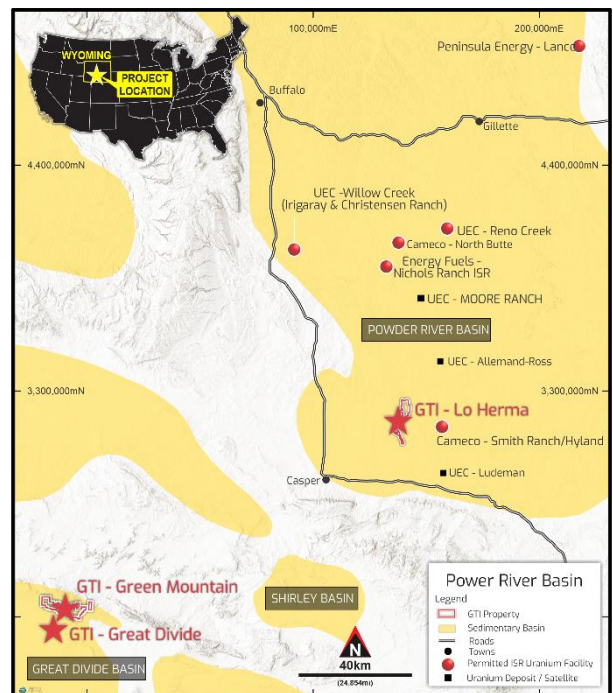 100,000mE
200,000mE
WYOMING
PROJECT
LOCATION
Peninsula Energy - Lance
Buffalo
Gillette
4,400,000mN
4,400,000mN
UEC -Willow Creek
(Irigaray & Christensen Ranch)
UEC - Reno Creek
Cameco - North Butte
Energy Fuels -
Nichols Ranch ISR
UEC - MOORE RANCH
POWDER RIVER BASIN
UEC - Allemand-Ross
3,300,000mN
3,300,000mN
GTI - Lo Herma
Cameco - Smith Ranch/Hyland
UEC - Ludeman
Casper
GTI - Green Mountain
GTI - Great Divide
GREAT DIVIDE BASIN
SHIRLEY BASIN
N
40km
(24.854mi)
Power River Basin
Legend
GTI Property
Sedimentary Basin
Roads
Towns
Permitted ISR Uranium Facility
Uranium Deposit / Satellite